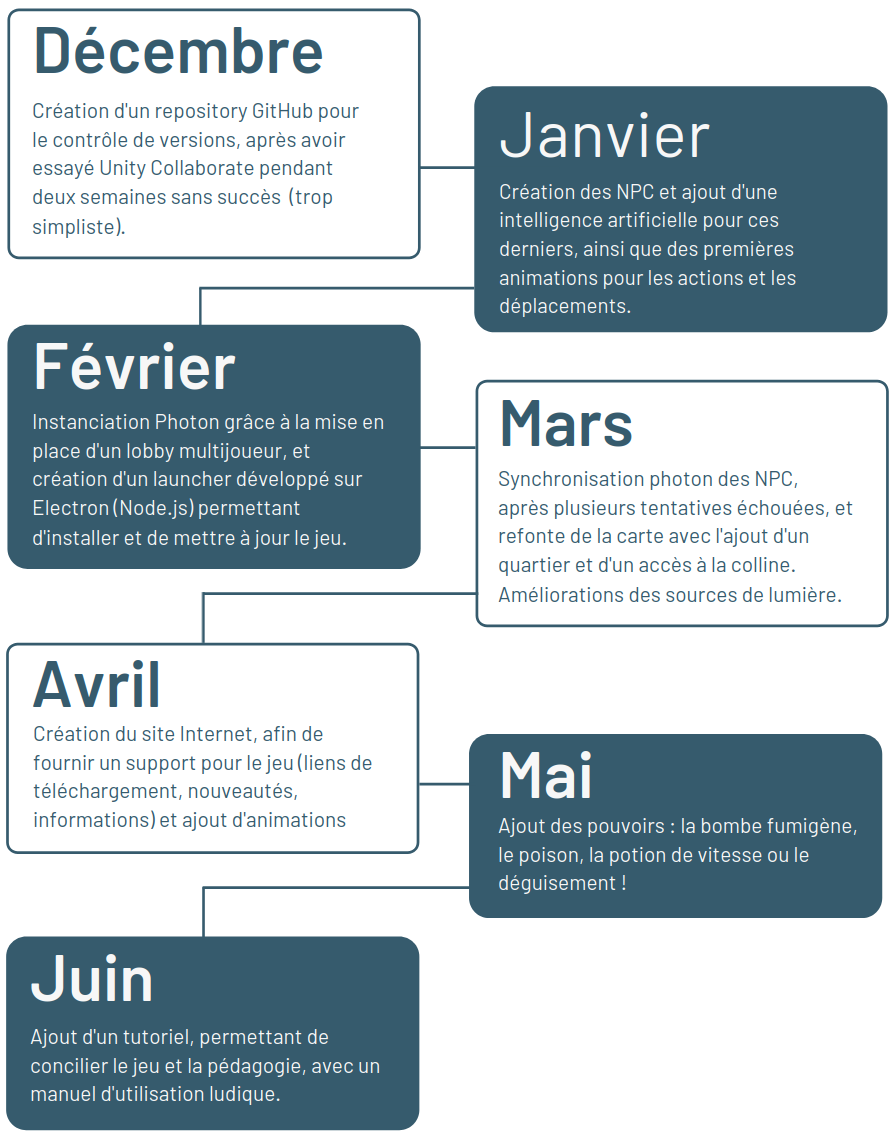 Décembre
Création d'un repository GitHub pour
le contrôle de versions, après avoir
essayé Unity Collaborate pendant
deux semaines sans succès  (trop
simpliste).
Janvier
Création des NPC et ajout d'une
intelligence artificielle pour ces
derniers, ainsi que des premières
animations pour les actions et les
déplacements.
Février
Instanciation Photon grâce à la mise en
place d'un lobby multijoueur, et
création d'un launcher développé sur
Electron (Node.js) permettant
d'installer et de mettre à jour le jeu.
Mars
Synchronisation photon des NPC,
après plusieurs tentatives échouées, et
refonte de la carte avec l'ajout d'un
quartier et d'un accès à la colline.
Améliorations des sources de lumière.
Avril
Création du site Internet, afin de
fournir un support pour le jeu (liens de
téléchargement, nouveautés,
informations) et ajout d'animations
Mai
Ajout des pouvoirs : la bombe fumigène,
le poison, la potion de vitesse ou le
déguisement !
Juin
Ajout d'un tutoriel, permettant de
concilier le jeu et la pédagogie, avec un
manuel d'utilisation ludique.